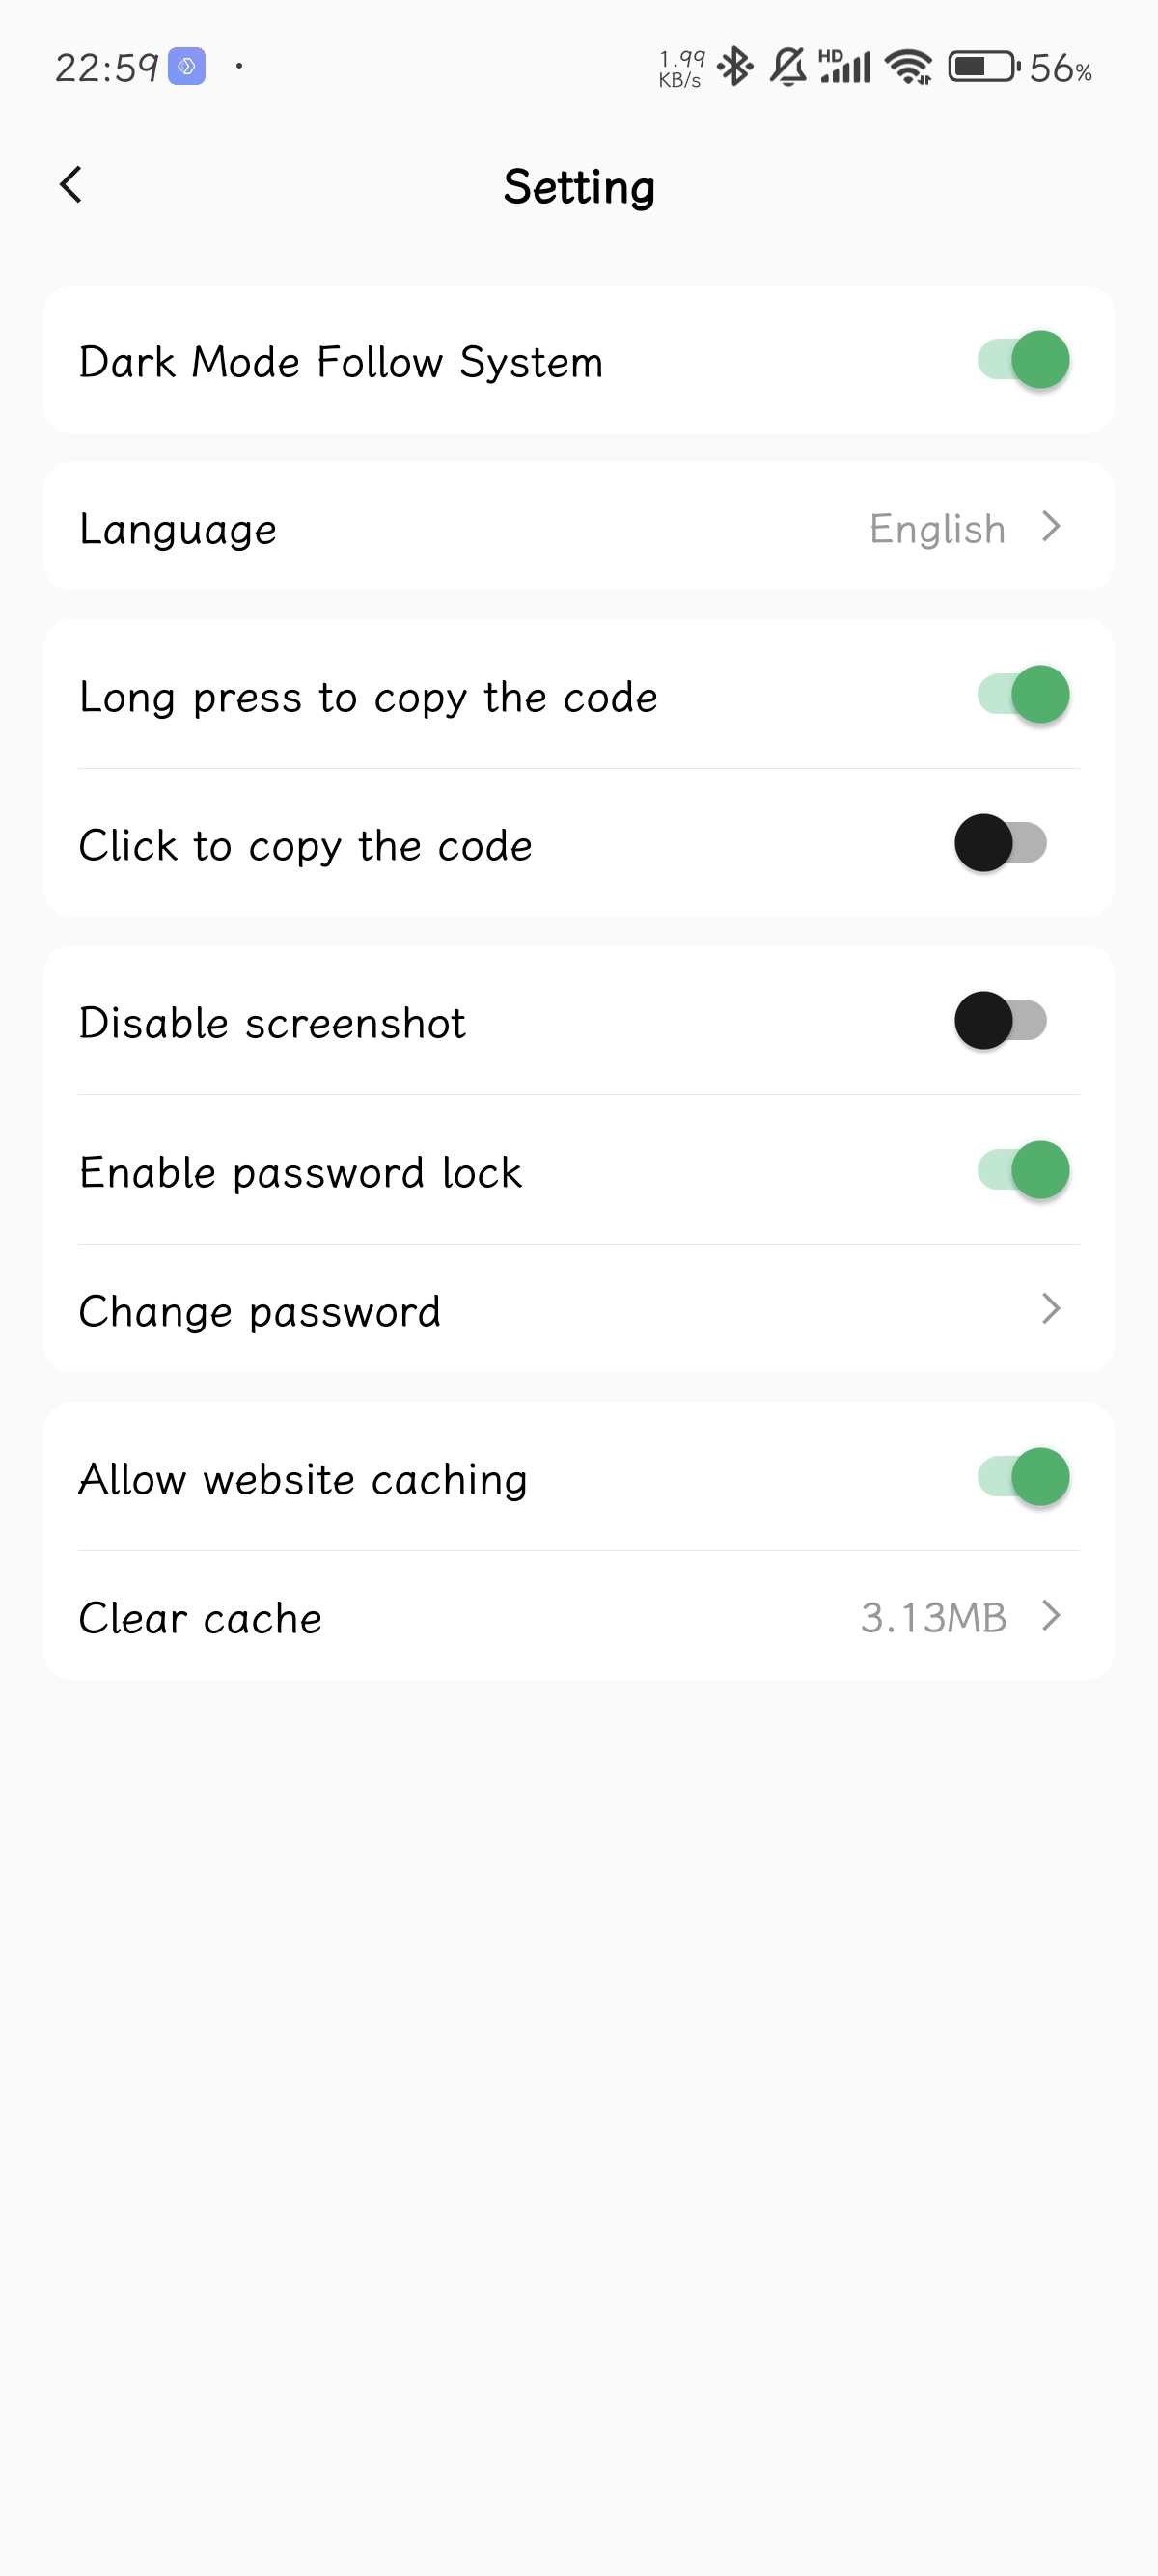 22:59
1.99 KB/s HD 56%
Setting
Dark Mode Follow System
Language English
Long press to copy the code
Click to copy the code
Disable screenshot
Enable password lock
Change password
Allow website caching
Clear cache 3.13MB